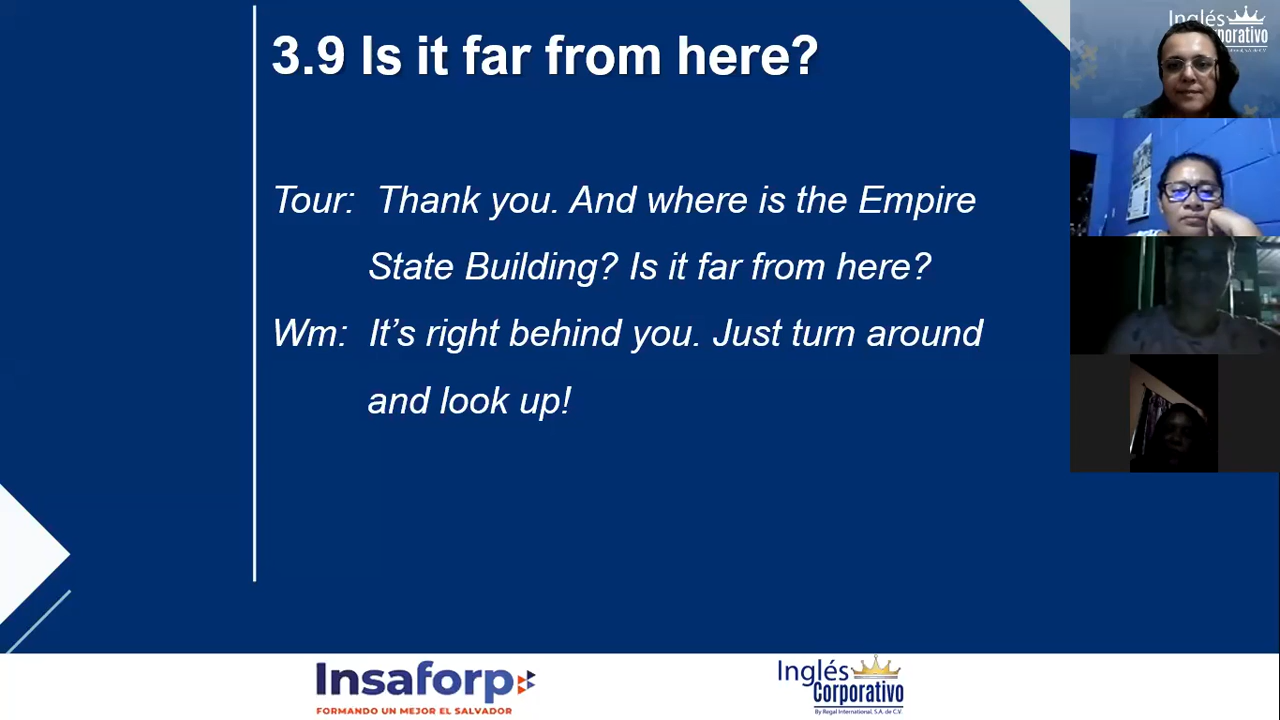 3.9 Is it far from here?
Tour: Thank you. And where is the Empire
State Building? Is it far from here?
Wm: It's right behind you. Just turn around
and look up!
Insaforp
FORMANDO UN MEJOR EL SALVADOR
Inglés
Corporativo
By Regal International, S.A. de C.V.
Inglés
Corporativo